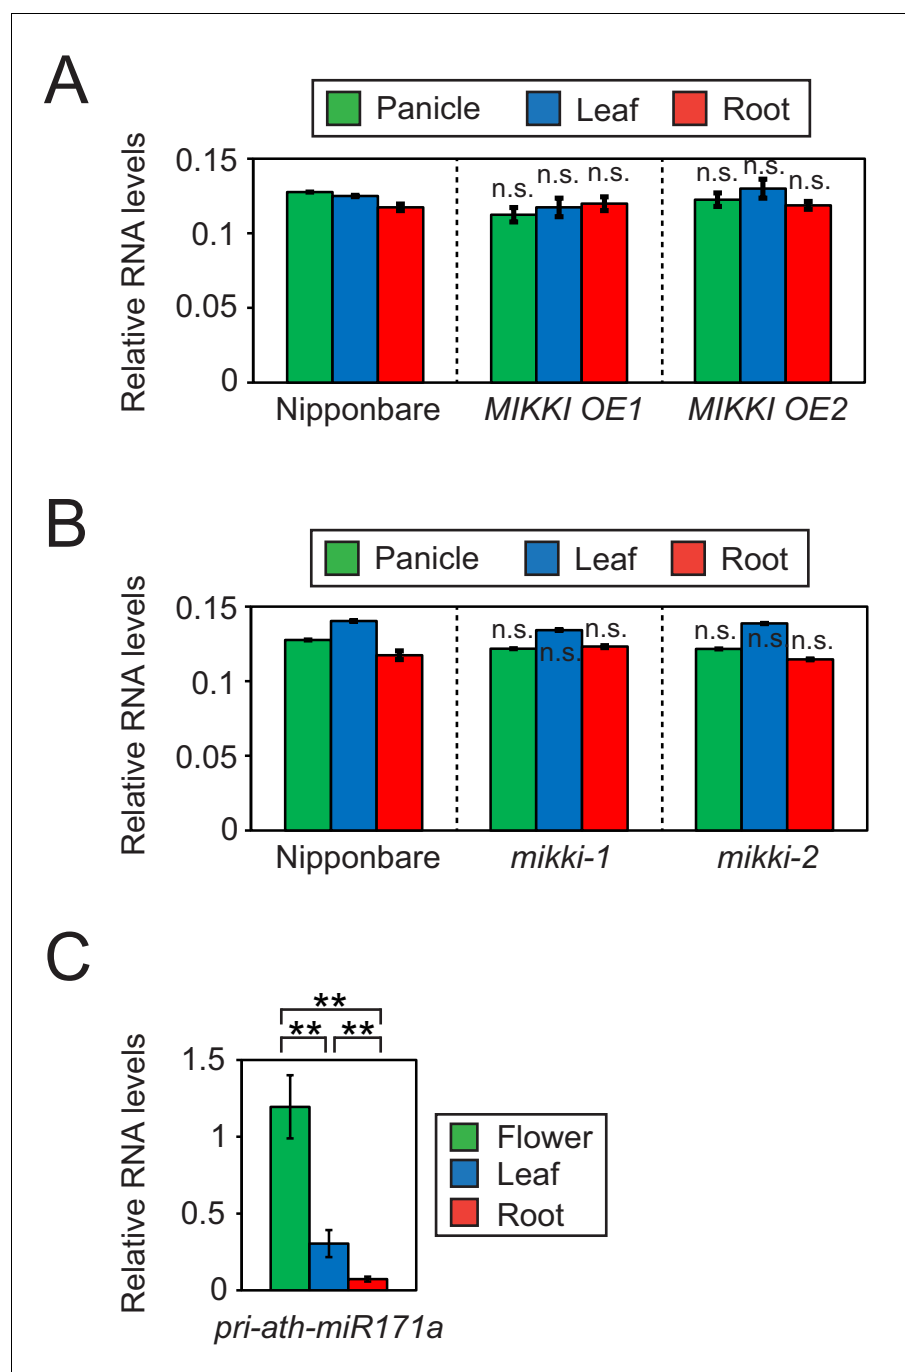 A
Panicle Leaf Root
Relative RNA levels
0.15
0.1
0.05
0
n.s. n.s. n.s. n.s. n.s. n.s.
Nipponbare MIKKI OE1 MIKKI OE2
B
Panicle Leaf Root
Relative RNA levels
0.15
0.1
0.05
0
n.s. n.s. n.s. n.s. n.s n.s.
Nipponbare mikki-1 mikki-2
C
**
** **
Relative RNA levels
1.5
1
0.5
0
Flower
Leaf
Root
pri-ath-miR171a